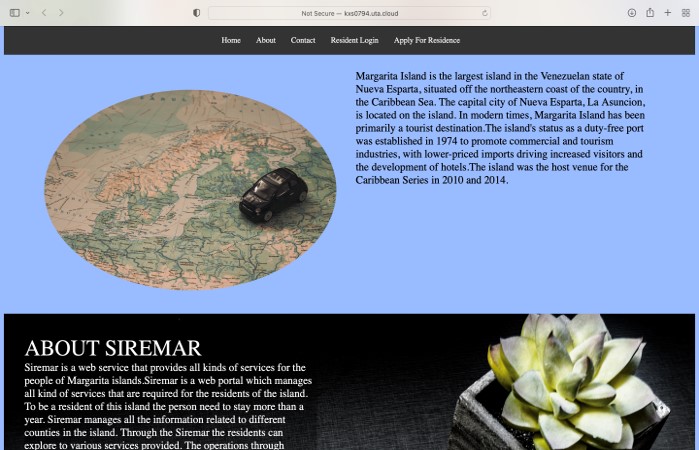 Not Secure — kxs0794.uta.cloud
Home About Contact Resident Login Apply For Residence
Margarita Island is the largest island in the Venezuelan state of
Nueva Esparta, situated off the northeastern coast of the country, in
the Caribbean Sea. The capital city of Nueva Esparta, La Asuncion,
is located on the island. In modern times, Margarita Island has been
primarily a tourist destination.The island's status as a duty-free port
was established in 1974 to promote commercial and tourism
industries, with lower-priced imports driving increased visitors and
the development of hotels.The island was the host venue for the
Caribbean Series in 2010 and 2014.
ABOUT SIREMAR
Siremar is a web service that provides all kinds of services for the
people of Margarita islands.Siremar is a web portal which manages
all kind of services that are required for the residents of the island.
To be a resident of this island the person need to stay more than a
year. Siremar manages all the information related to different
counties in the island. Through the Siremar the residents can
explore to various services provided. The operations through